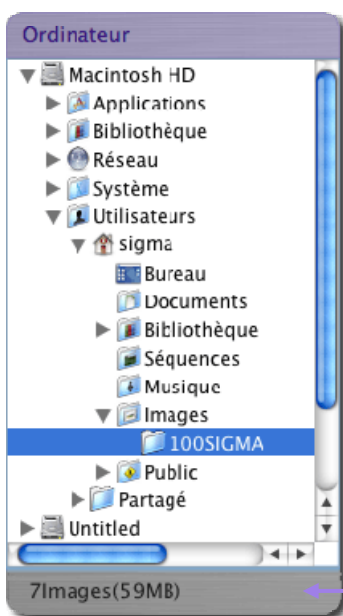 Ordinateur
Macintosh HD
Applications
Bibliothèque
Réseau
Système
Utilisateurs
sigma
Bureau
Documents
Bibliothèque
Séquences
Musique
Images
100SIGMA
Public
Partagé
Untitled
7Images(59MB)